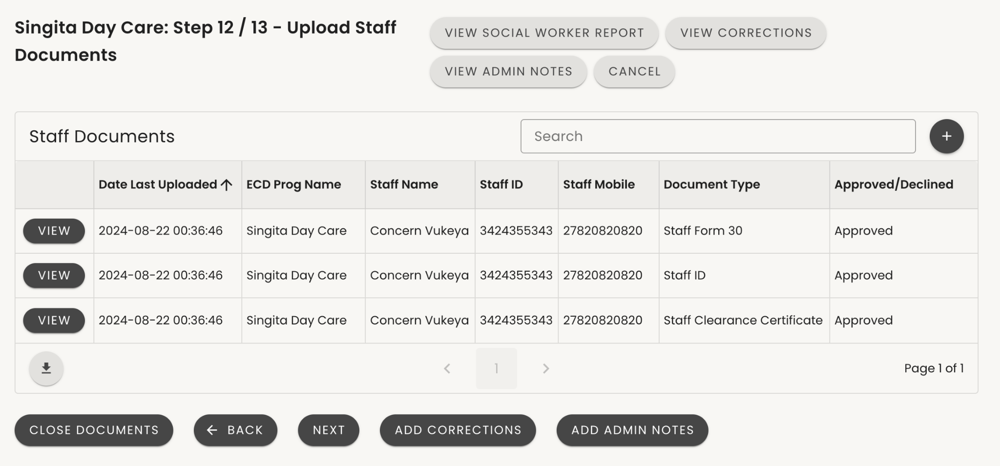 Singita Day Care: Step 12 / 13 - Upload Staff
Documents
VIEW SOCIAL WORKER REPORT VIEW CORRECTIONS
VIEW ADMIN NOTES CANCEL
Staff Documents Search +
Date Last Uploaded ECD Prog Name Staff Name Staff ID Staff Mobile Document Type Approved/Declined
VIEW 2024-08-22 00:36:46 Singita Day Care Concern Vukeya 3424355343 27820820820 Staff Form 30 Approved
VIEW 2024-08-22 00:36:46 Singita Day Care Concern Vukeya 3424355343 27820820820 Staff ID Approved
VIEW 2024-08-22 00:36:46 Singita Day Care Concern Vukeya 3424355343 27820820820 Staff Clearance Certificate Approved
1 Page 1 of 1
CLOSE DOCUMENTS BACK NEXT ADD CORRECTIONS ADD ADMIN NOTES